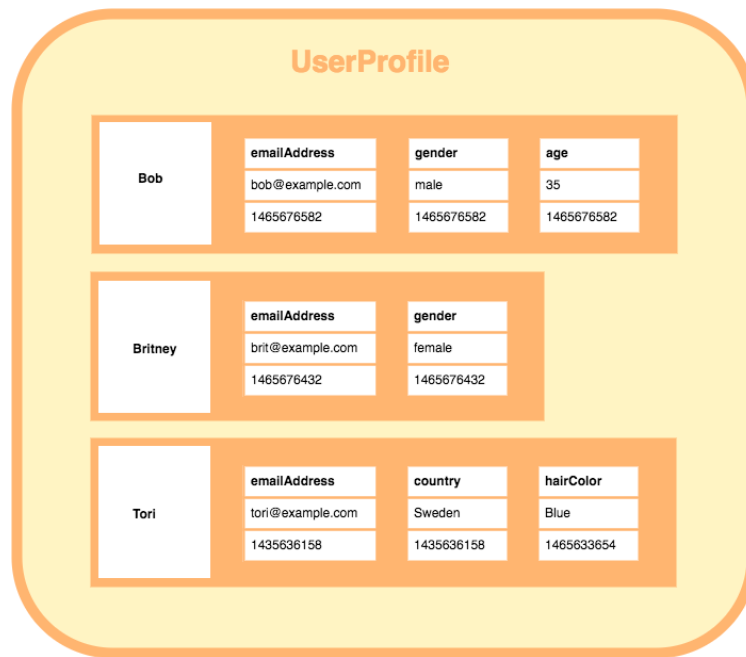 UserProfile
Bob
emailAddress gender age
bob@example.com male 35
1465676582 1465676582 1465676582
Britney
emailAddress gender
brit@example.com female
1465676432 1465676432
Tori
emailAddress country hairColor
tori@example.com Sweden Blue
1435636158 1435636158 1465633654